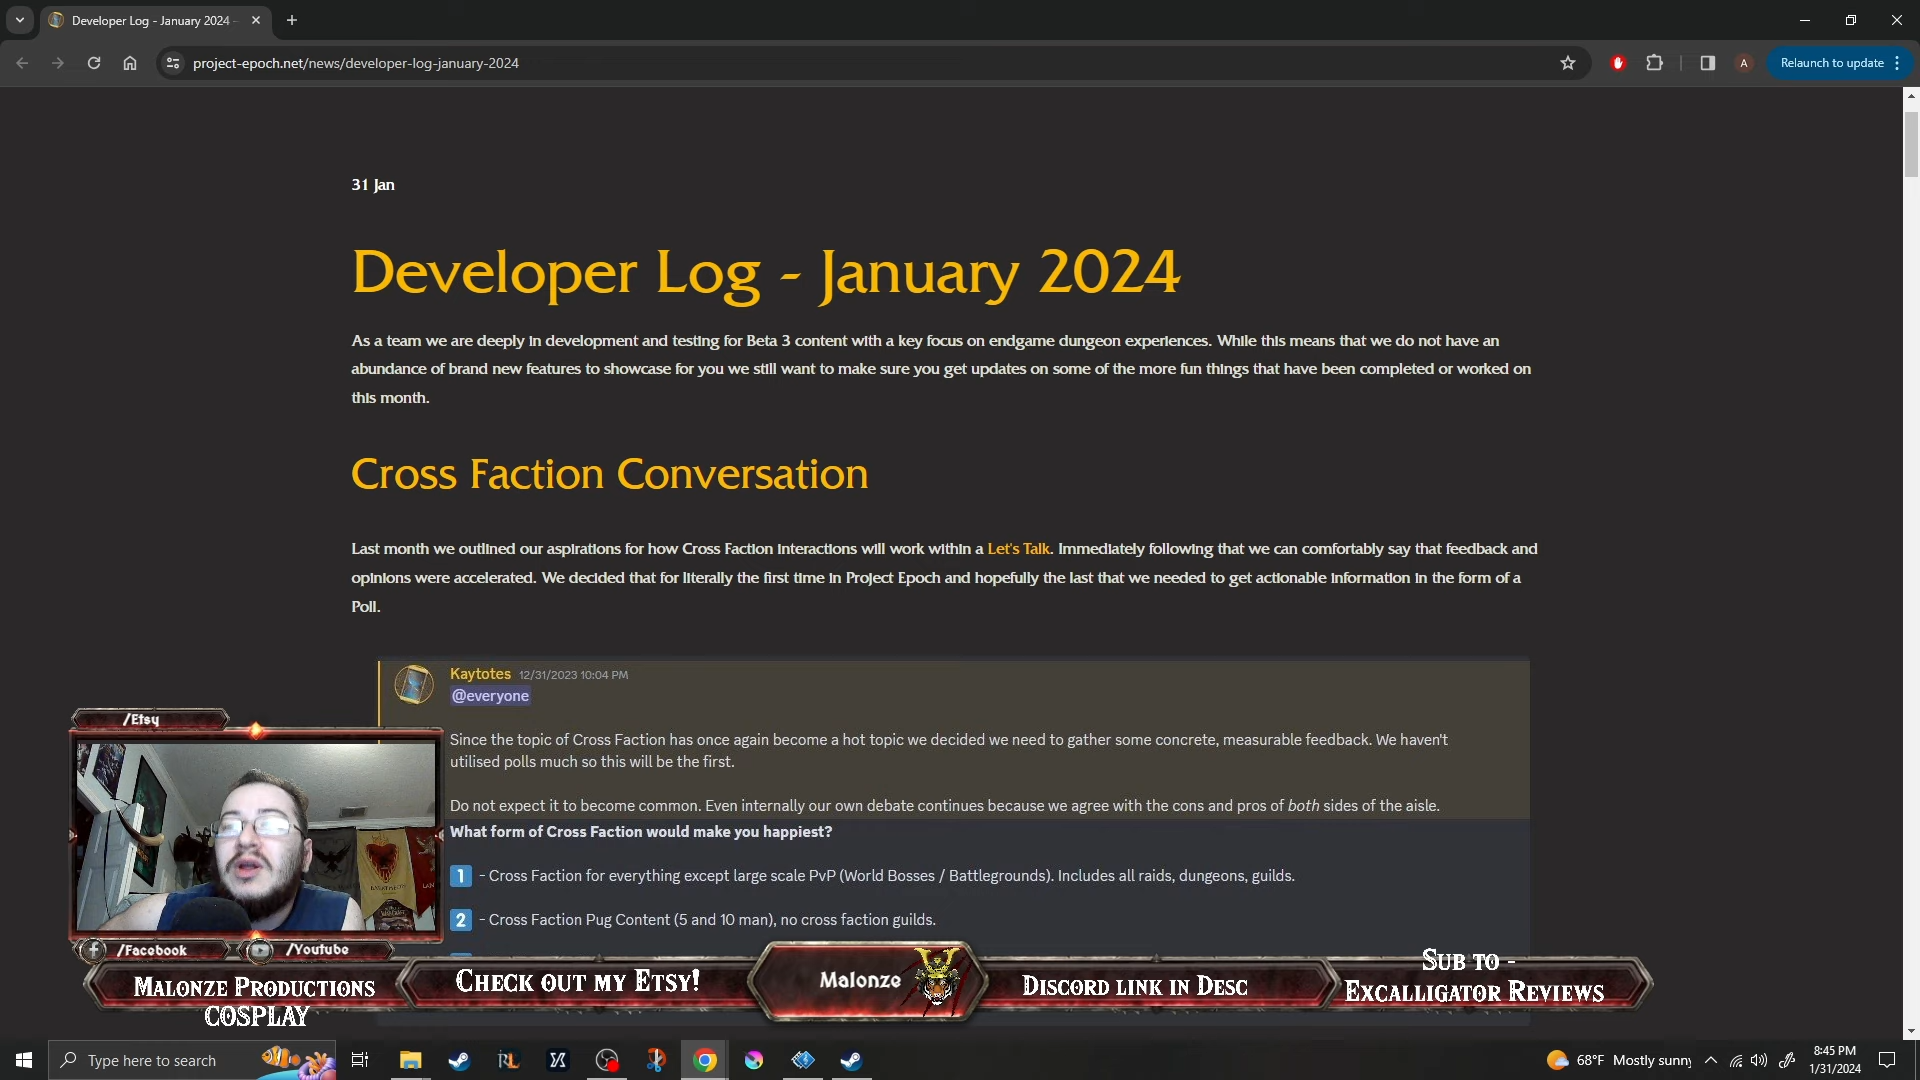 Developer Log - January 2024 -
project-epoch.net/news/developer-log-january-2024
A
Relaunch to update
31 Jan
Developer Log - January 2024
As a team we are deeply in development and testing for Beta 3 content with a key focus on endgame dungeon experiences. While this means that we do not have an
abundance of brand new features to showcase for you we still want to make sure you get updates on some of the more fun things that have been completed or worked on
this month.
Cross Faction Conversation
Last month we outlined our aspirations for how Cross Faction interactions will work within a Let's Talk. Immediately following that we can comfortably say that feedback and
opinions were accelerated. We decided that for literally the first time in Project Epoch and hopefully the last that we needed to get actionable information in the form of a
Poll.
Kaytotes 12/31/2023 10:04 PM
@everyone
Since the topic of Cross Faction has once again become a hot topic we decided we need to gather some concrete, measurable feedback. We haven't
utilised polls much so this will be the first.
Do not expect it to become common. Even internally our own debate continues because we agree with the cons and pros of both sides of the aisle.
What form of Cross Faction would make you happiest?
1 - Cross Faction for everything except large scale PvP (World Bosses / Battlegrounds). Includes all raids, dungeons, guilds.
2 - Cross Faction Pug Content (5 and 10 man), no cross faction guilds.
/Etsy
/Facebook
/Youtube
Malonze Productions
COSPLAY
Check out my Etsy!
Malonze
Discord link in Desc
Sub to -
Excalligator Reviews
Type here to search
RL
68°F Mostly sunny
8:45 PM
1/31/2024